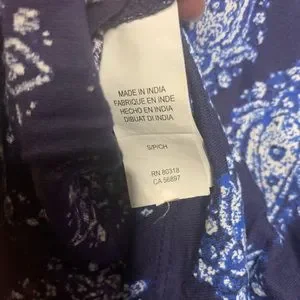 MADE IN INDIA
FABRIQUE EN INDE
HECHO EN INDIA
DIBUAT DI INDIA
S/P/CH
RN 80318
CA 56897